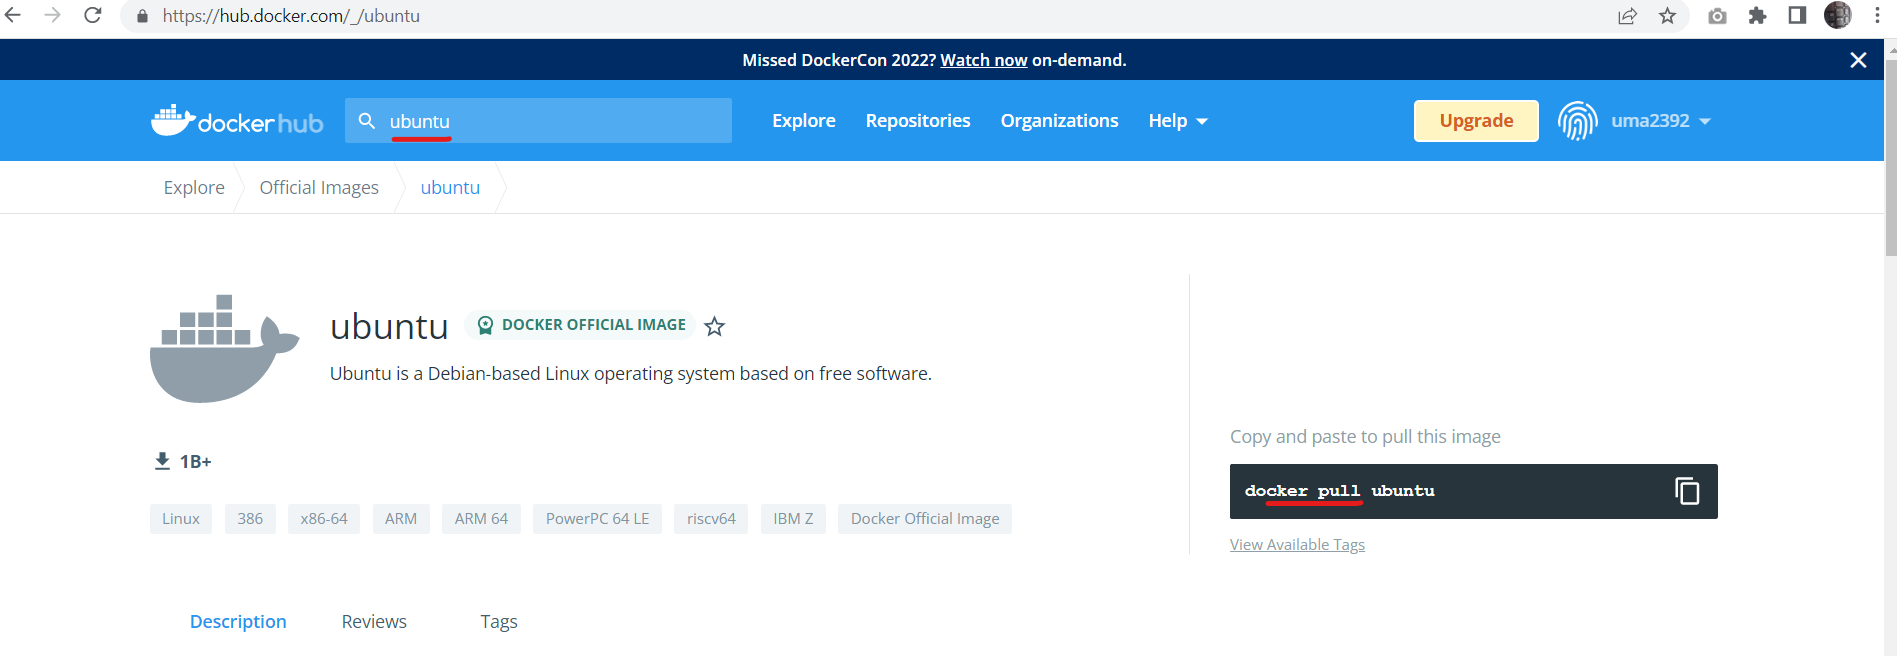 https://hub.docker.com/_/ubuntu
Missed DockerCon 2022? Watch now on-demand.
dockerhub ubuntu Explore Repositories Organizations Help Upgrade uma2392
Explore Official Images ubuntu
ubuntu DOCKER OFFICIAL IMAGE
Ubuntu is a Debian-based Linux operating system based on free software.
1B+
Linux 386 x86-64 ARM ARM 64 PowerPC 64 LE riscv64 IBM Z Docker Official Image
Copy and paste to pull this image
docker pull ubuntu
View Available Tags
Description Reviews Tags